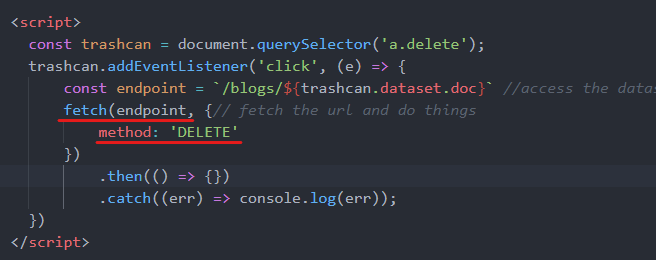 <script>
const trashcan = document.querySelector('a.delete');
trashcan.addEventListener('click', (e) => {
const endpoint = `/blogs/${trashcan.dataset.doc}` //access the datas
fetch(endpoint, {// fetch the url and do things
method: 'DELETE'
})
.then(() => {})
.catch((err) => console.log(err));
})
</script>